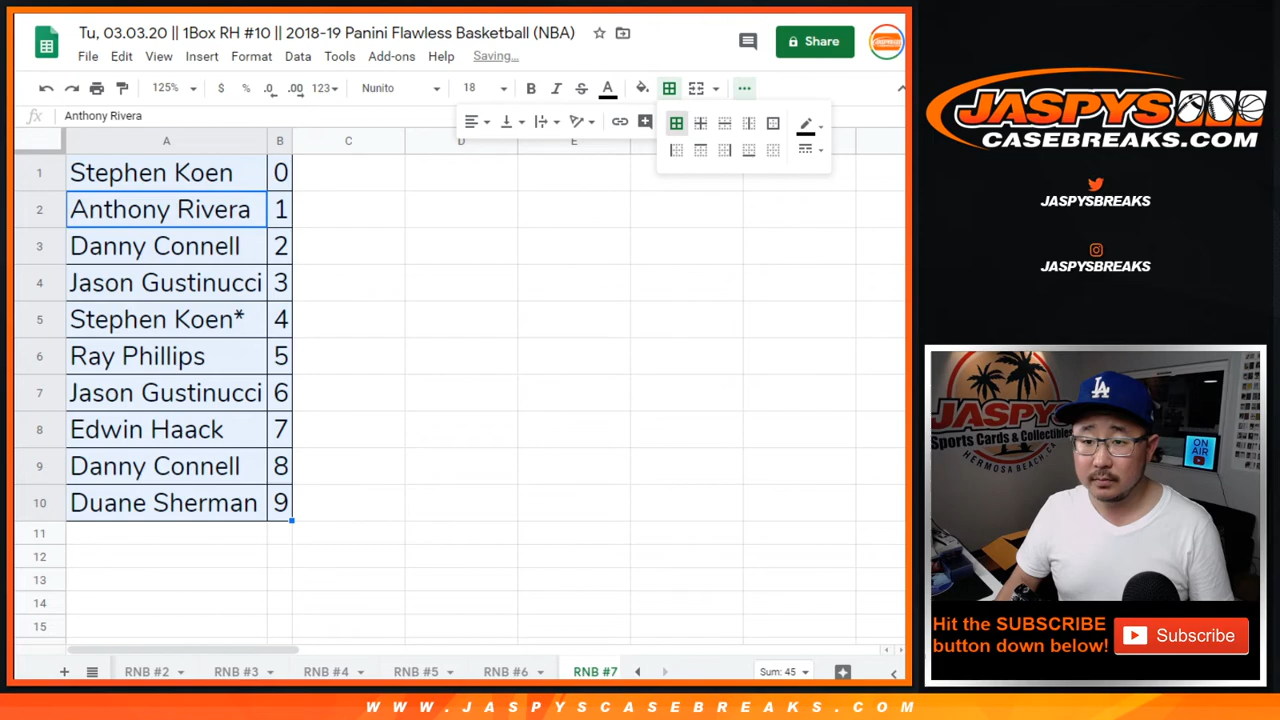 Tu, 03.03.20 || 1Box RH #10 || 2018-19 Panini Flawless Basketball (NBA)
File Edit View Insert Format Data Tools Add-ons Help Saving...
Share
125% $ % .0 .00 123 Nunito 18 B I S A
fx Anthony Rivera
A B C D E
1 Stephen Koen 0
2 Anthony Rivera 1
3 Danny Connell 2
4 Jason Gustinucci 3
5 Stephen Koen* 4
6 Ray Phillips 5
7 Jason Gustinucci 6
8 Edwin Haack 7
9 Danny Connell 8
10 Duane Sherman 9
11
12
13
14
15
RNB #2 RNB #3 RNB #4 RNB #5 RNB #6 RNB #7 Sum: 45
JASPYS
CASEBREAKS.COM
JASPYSBREAKS
JASPYSBREAKS
JASPYS
Sports Cards & Collectibles
HERMOSA BEACH, CA
LA
ON
AIR
Hit the SUBSCRIBE
button down below!
Subscribe
WWW.JASPYSCASEBREAKS.COM